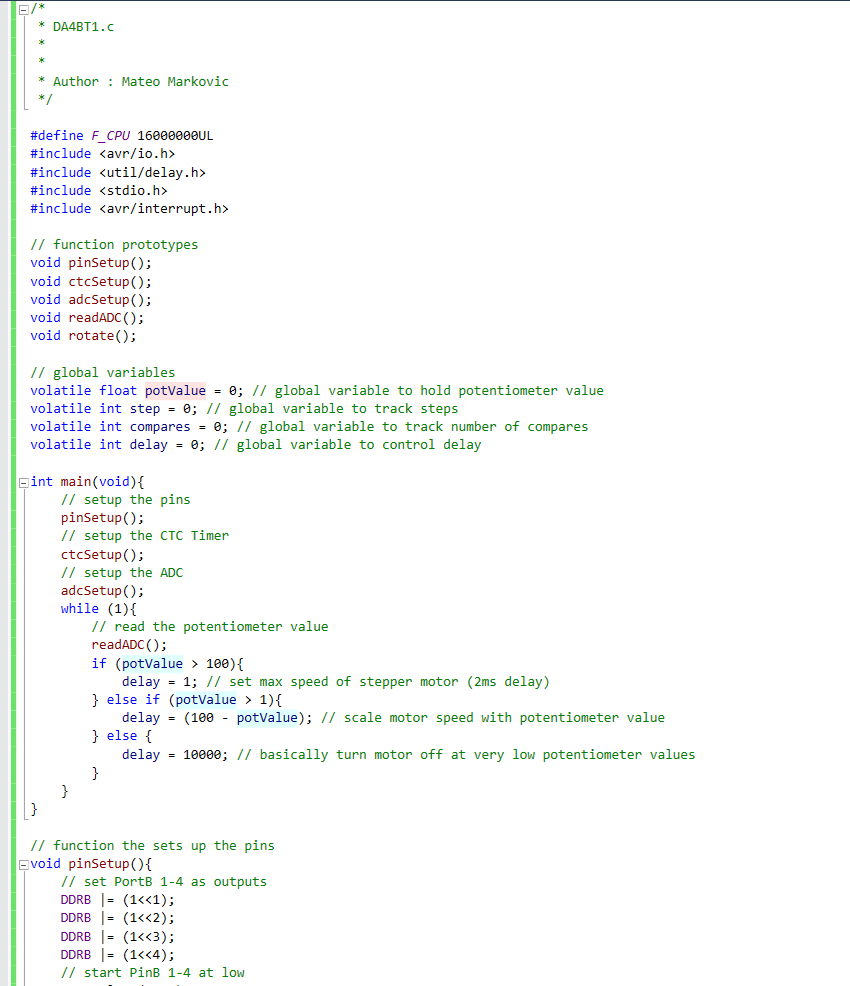 /*
 * DA4BT1.c
 *
 *
 * Author : Mateo Markovic
 */

#define F_CPU 16000000UL
#include <avr/io.h>
#include <util/delay.h>
#include <stdio.h>
#include <avr/interrupt.h>

// function prototypes
void pinSetup();
void ctcSetup();
void adcSetup();
void readADC();
void rotate();

// global variables
volatile float potValue = 0; // global variable to hold potentiometer value
volatile int step = 0; // global variable to track steps
volatile int compares = 0; // global variable to track number of compares
volatile int delay = 0; // global variable to control delay

int main(void){
    // setup the pins
    pinSetup();
    // setup the CTC Timer
    ctcSetup();
    // setup the ADC
    adcSetup();
    while (1){
        // read the potentiometer value
        readADC();
        if (potValue > 100){
            delay = 1; // set max speed of stepper motor (2ms delay)
        } else if (potValue > 1){
            delay = (100 - potValue); // scale motor speed with potentiometer value
        } else {
            delay = 10000; // basically turn motor off at very low potentiometer values
        }
    }
}

// function the sets up the pins
void pinSetup(){
    // set PortB 1-4 as outputs
    DDRB |= (1<<1);
    DDRB |= (1<<2);
    DDRB |= (1<<3);
    DDRB |= (1<<4);
    // start PinB 1-4 at low